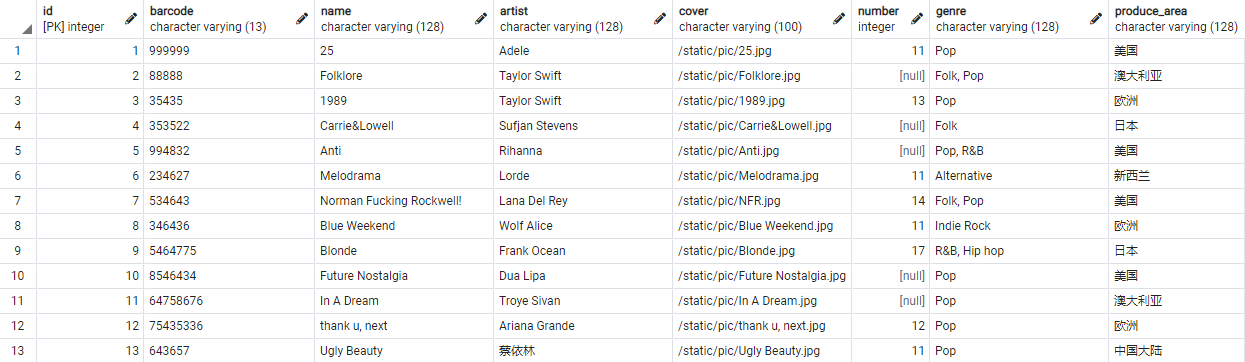 id barcode name artist cover number genre produce_area
[PK] integer character varying (13) character varying (128) character varying (128) character varying (100) integer character varying (128) character varying (128)
1 1 999999 25 Adele /static/pic/25.jpg 11 Pop 美国
2 2 88888 Folklore Taylor Swift /static/pic/Folklore.jpg [null] Folk, Pop 澳大利亚
3 3 35435 1989 Taylor Swift /static/pic/1989.jpg 13 Pop 欧洲
4 4 353522 Carrie&Lowell Sufjan Stevens /static/pic/Carrie&Lowell.jpg [null] Folk 日本
5 5 994832 Anti Rihanna /static/pic/Anti.jpg [null] Pop, R&B 美国
6 6 234627 Melodrama Lorde /static/pic/Melodrama.jpg 11 Alternative 新西兰
7 7 534643 Norman Fucking Rockwell! Lana Del Rey /static/pic/NFR.jpg 14 Folk, Pop 美国
8 8 346436 Blue Weekend Wolf Alice /static/pic/Blue Weekend.jpg 11 Indie Rock 欧洲
9 9 5464775 Blonde Frank Ocean /static/pic/Blonde.jpg 17 R&B, Hip hop 日本
10 10 8546434 Future Nostalgia Dua Lipa /static/pic/Future Nostalgia.jpg [null] Pop 美国
11 11 64758676 In A Dream Troye Sivan /static/pic/In A Dream.jpg [null] Pop 澳大利亚
12 12 75435336 thank u, next Ariana Grande /static/pic/thank u, next.jpg 12 Pop 欧洲
13 13 643657 Ugly Beauty 蔡依林 /static/pic/Ugly Beauty.jpg 11 Pop 中国大陆